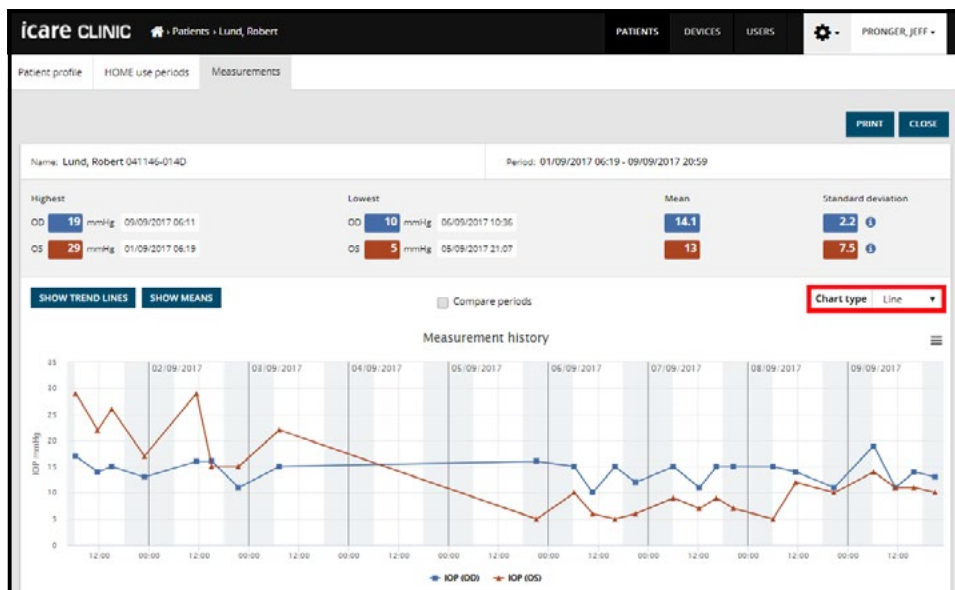 icare CLINIC › Patients › Lund, Robert PATIENTS DEVICES USERS PRONGER, JEFF
Patient profile HOME use periods Measurements
PRINT CLOSE
Name: Lund, Robert 041146-014D Period: 01/09/2017 06:19 - 09/09/2017 20:59
Highest Lowest Mean Standard deviation
OD 19 mmHg 09/09/2017 06:11 OD 10 mmHg 06/09/2017 10:36 14.1 2.2
OS 29 mmHg 01/09/2017 06:19 OS 5 mmHg 05/09/2017 21:07 13 7.5
SHOW TREND LINES SHOW MEANS Compare periods Chart type Line
Measurement history
35
02/09/2017 03/09/2017 04/09/2017 05/09/2017 06/09/2017 07/09/2017 08/09/2017 09/09/2017
30
25
20
IOP mmHg
15
10
5
0
12:00 00:00 12:00 00:00 12:00 00:00 12:00 00:00 12:00 00:00 12:00 00:00 12:00 00:00 12:00 00:00 12:00
IOP (OD) IOP (OS)